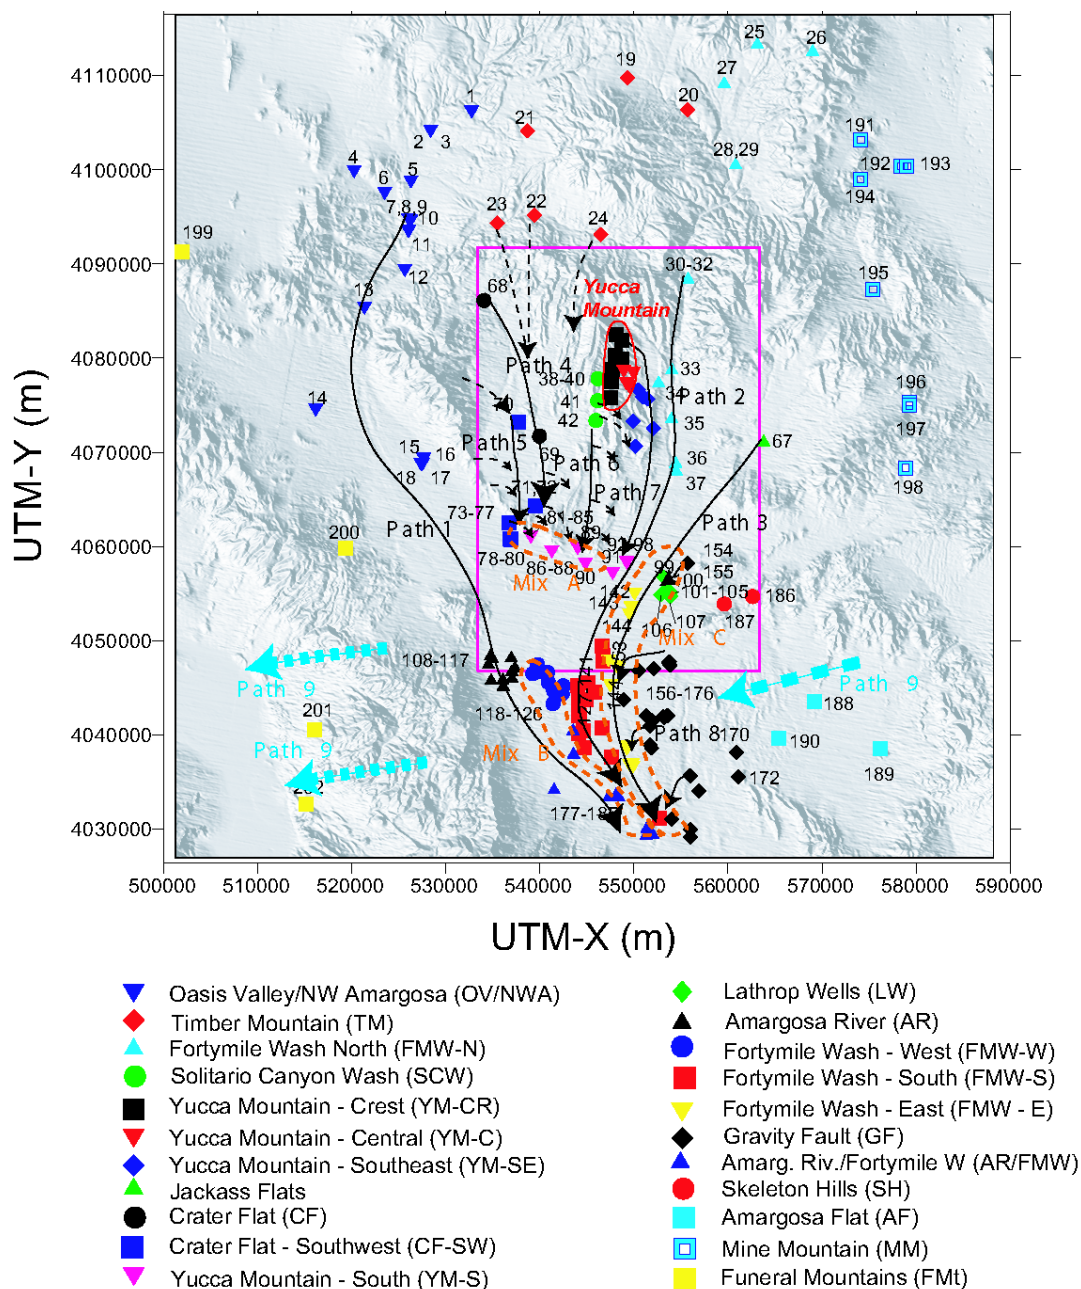 25
26
19
27
20
4110000
1
21
2
3
191
28,29
192
193
4100000
4
5
6
194
7,8,9
10
23
22
24
199
11
4090000
12
30-32
195
13
68
Yucca
Mountain
4080000
Path 4
38-40
33
34
Path 2
196
14
41
42
35
197
4070000
15
16
Path 5
69
67
18
17
Path 6
36
198
37
Path 7
73-77
81-85
Path 1
Path 3
200
89
4060000
78-80
91
154
86-88
90
155
Mix A
99
100
142
101-105
186
143
107
187
144
106
4050000
Mix C
108-117
Path 9
Path 9
127-141
156-176
188
118-126
201
4040000
Path 9
Mix B
Path 8
170
190
189
172
202
4030000
500000
510000
520000
530000
540000
550000
560000
570000
580000
590000
UTM-Y (m)
UTM-X (m)
Oasis Valley/NW Amargosa (OV/NWA)
Timber Mountain (TM)
Fortymile Wash North (FMW-N)
Solitario Canyon Wash (SCW)
Yucca Mountain - Crest (YM-CR)
Yucca Mountain - Central (YM-C)
Yucca Mountain - Southeast (YM-SE)
Jackass Flats
Crater Flat (CF)
Crater Flat - Southwest (CF-SW)
Yucca Mountain - South (YM-S)
Lathrop Wells (LW)
Amargosa River (AR)
Fortymile Wash - West (FMW-W)
Fortymile Wash - South (FMW-S)
Fortymile Wash - East (FMW - E)
Gravity Fault (GF)
Amarg. Riv./Fortymile W (AR/FMW)
Skeleton Hills (SH)
Amargosa Flat (AF)
Mine Mountain (MM)
Funeral Mountains (FMt)